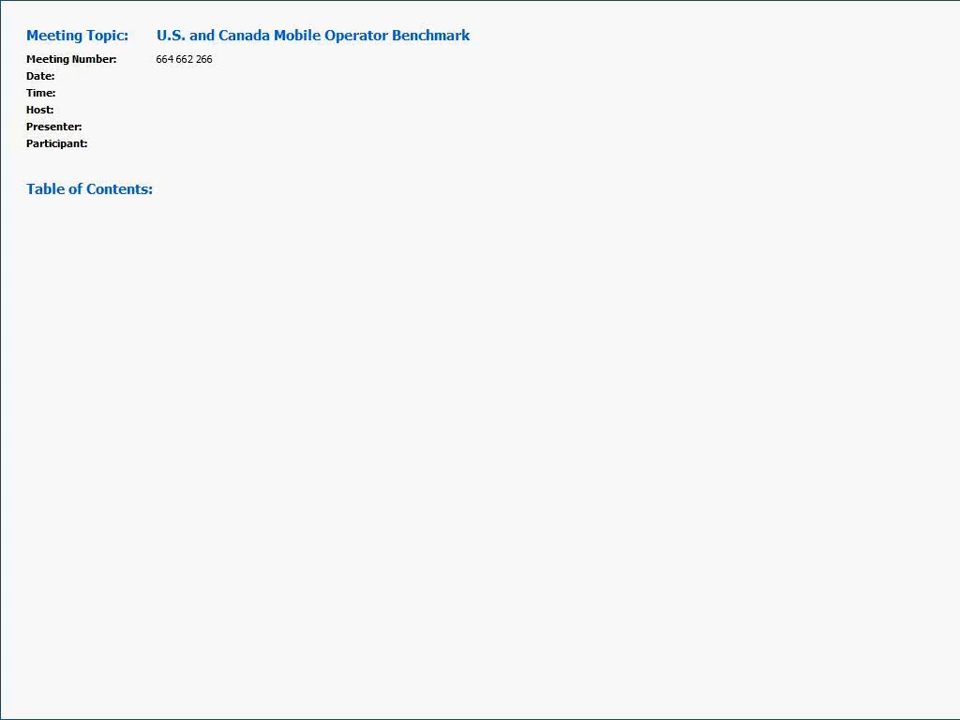 Meeting Topic: U.S. and Canada Mobile Operator Benchmark
Meeting Number: 664 662 266
Date:
Time:
Host:
Presenter:
Participant:
Table of Contents: